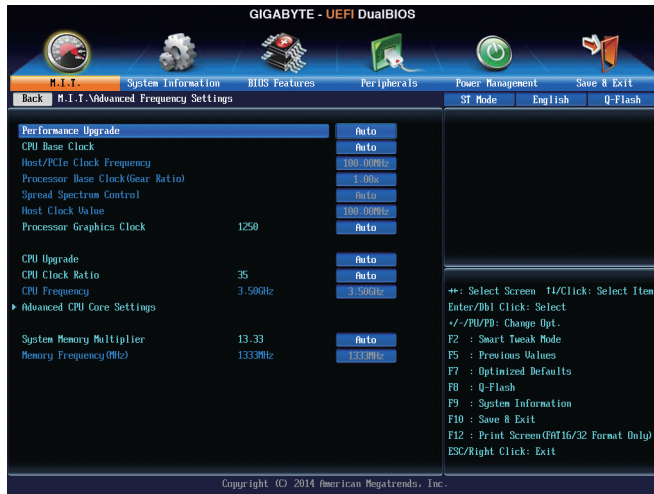 GIGABYTE - UEFI DualBIOS
M.I.T. System Information BIOS Features Peripherals Power Management Save & Exit
Back M.I.T.\Advanced Frequency Settings ST Mode English Q-Flash
Performance Upgrade Auto
CPU Base Clock Auto
Host/PCIe Clock Frequency 100.00MHz
Processor Base Clock(Gear Ratio) 1.00x
Spread Spectrum Control Auto
Host Clock Value 100.00MHz
Processor Graphics Clock 1250 Auto
CPU Upgrade Auto
CPU Clock Ratio 35 Auto
CPU Frequency 3.50GHz 3.50GHz
Advanced CPU Core Settings
System Memory Multiplier 13.33 Auto
Memory Frequency(MHz) 1333MHz 1333MHz
→←: Select Screen ↑↓/Click: Select Item
Enter/Dbl Click: Select
+/-/PU/PD: Change Opt.
F2 : Smart Tweak Mode
F5 : Previous Values
F7 : Optimized Defaults
F8 : Q-Flash
F9 : System Information
F10 : Save & Exit
F12 : Print Screen(FAT16/32 Format Only)
ESC/Right Click: Exit
Copyright (C) 2014 American Megatrends, Inc.